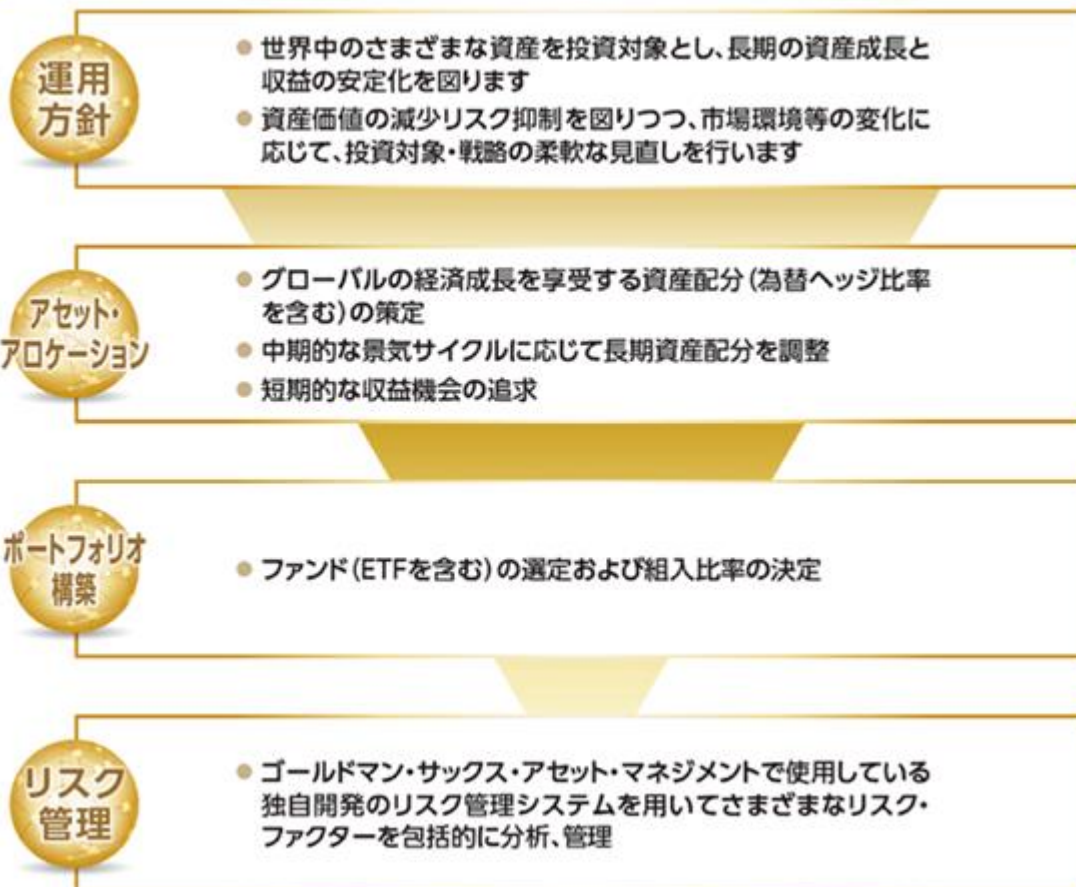 運用
方針
● 世界中のさまざまな資産を投資対象とし、長期の資産成長と
収益の安定化を図ります
● 資産価値の減少リスク抑制を図りつつ、市場環境等の変化に
応じて、投資対象・戦略の柔軟な見直しを行います
アセット・
アロケーション
● グローバルの経済成長を享受する資産配分(為替ヘッジ比率
を含む)の策定
● 中期的な景気サイクルに応じて長期資産配分を調整
● 短期的な収益機会の追求
ポートフォリオ
構築
● ファンド(ETFを含む)の選定および組入比率の決定
リスク
管理
● ゴールドマン・サックス・アセット・マネジメントで使用している
独自開発のリスク管理システムを用いてさまざまなリスク・
ファクターを包括的に分析、管理